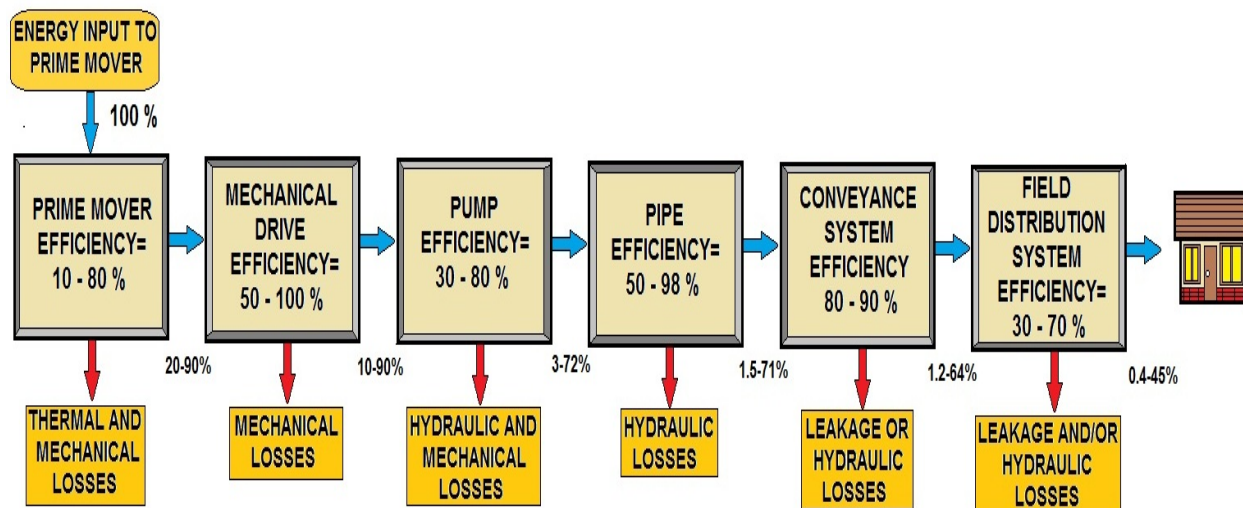 ENERGY INPUT TO
PRIME MOVER
100 %
PRIME MOVER
EFFICIENCY=
10 - 80 %
MECHANICAL
DRIVE
EFFICIENCY=
50 - 100 %
PUMP
EFFICIENCY=
30 - 80 %
PIPE
EFFICIENCY=
50 - 98 %
CONVEYANCE
SYSTEM
EFFICIENCY
80 - 90 %
FIELD
DISTRIBUTION
SYSTEM
EFFICIENCY=
30 - 70 %
20-90%
10-90%
3-72%
1.5-71%
1.2-64%
0.4-45%
THERMAL AND
MECHANICAL
LOSSES
MECHANICAL
LOSSES
HYDRAULIC AND
MECHANICAL
LOSSES
HYDRAULIC
LOSSES
LEAKAGE OR
HYDRAULIC
LOSSES
LEAKAGE AND/OR
HYDRAULIC
LOSSES